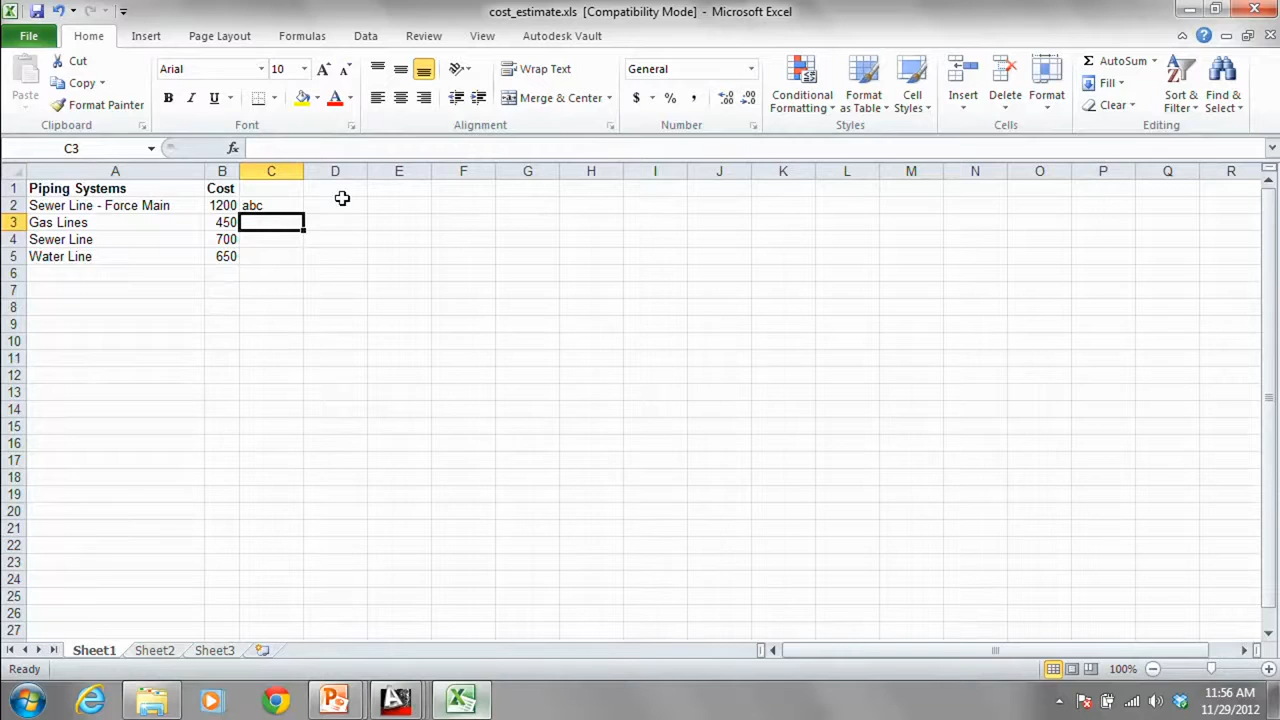 cost_estimate.xls [Compatibility Mode] - Microsoft Excel
File Home Insert Page Layout Formulas Data Review View Autodesk Vault
Paste Cut Copy Format Painter Clipboard
Arial 10 B I U Font
Wrap Text Merge & Center Alignment
General $ % , Number
Conditional Formatting Format as Table Cell Styles Styles
Insert Delete Format Cells
Σ AutoSum Fill Clear Sort & Filter Find & Select Editing
C3 fx
A B C D E F G H I J K L M N O P Q R
1 Piping Systems Cost
2 Sewer Line - Force Main 1200 abc
3 Gas Lines 450
4 Sewer Line 700
5 Water Line 650
6
7
8
9
10
11
12
13
14
15
16
17
18
19
20
21
22
23
24
25
26
27
Sheet1 Sheet2 Sheet3
Ready 100%
11:56 AM
11/29/2012